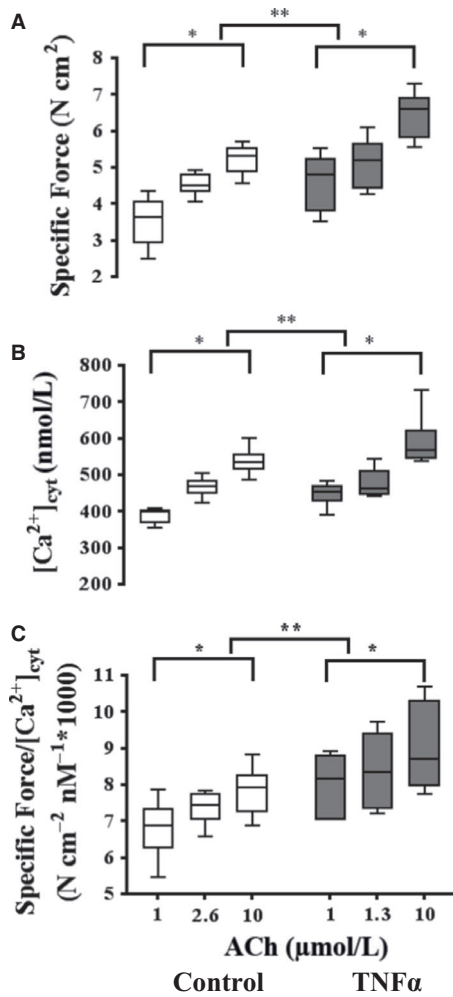 A
* ** *
8
7
6
5
4
3
2
Specific Force (N cm²)
B
* ** *
800
700
600
500
400
300
200
[Ca²⁺]cyt (nmol/L)
C
* ** *
11
10
9
8
7
6
5
Specific Force/[Ca²⁺]cyt
(N cm⁻² nM⁻¹*1000)
1 2.6 10 1 1.3 10
ACh (µmol/L)
Control TNFα